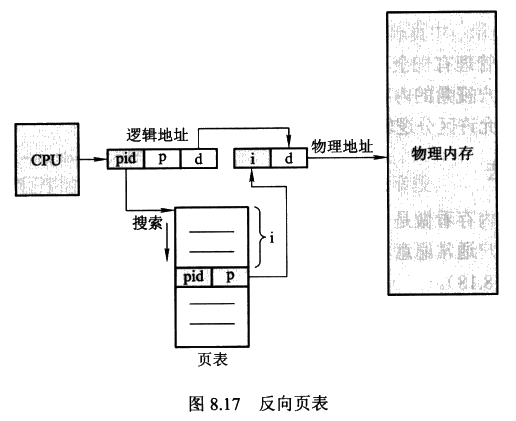 逻辑地址
CPU
pid p d
i d
物理地址
物理内存
搜索
i
pid p
页表
图 8.17 反向页表